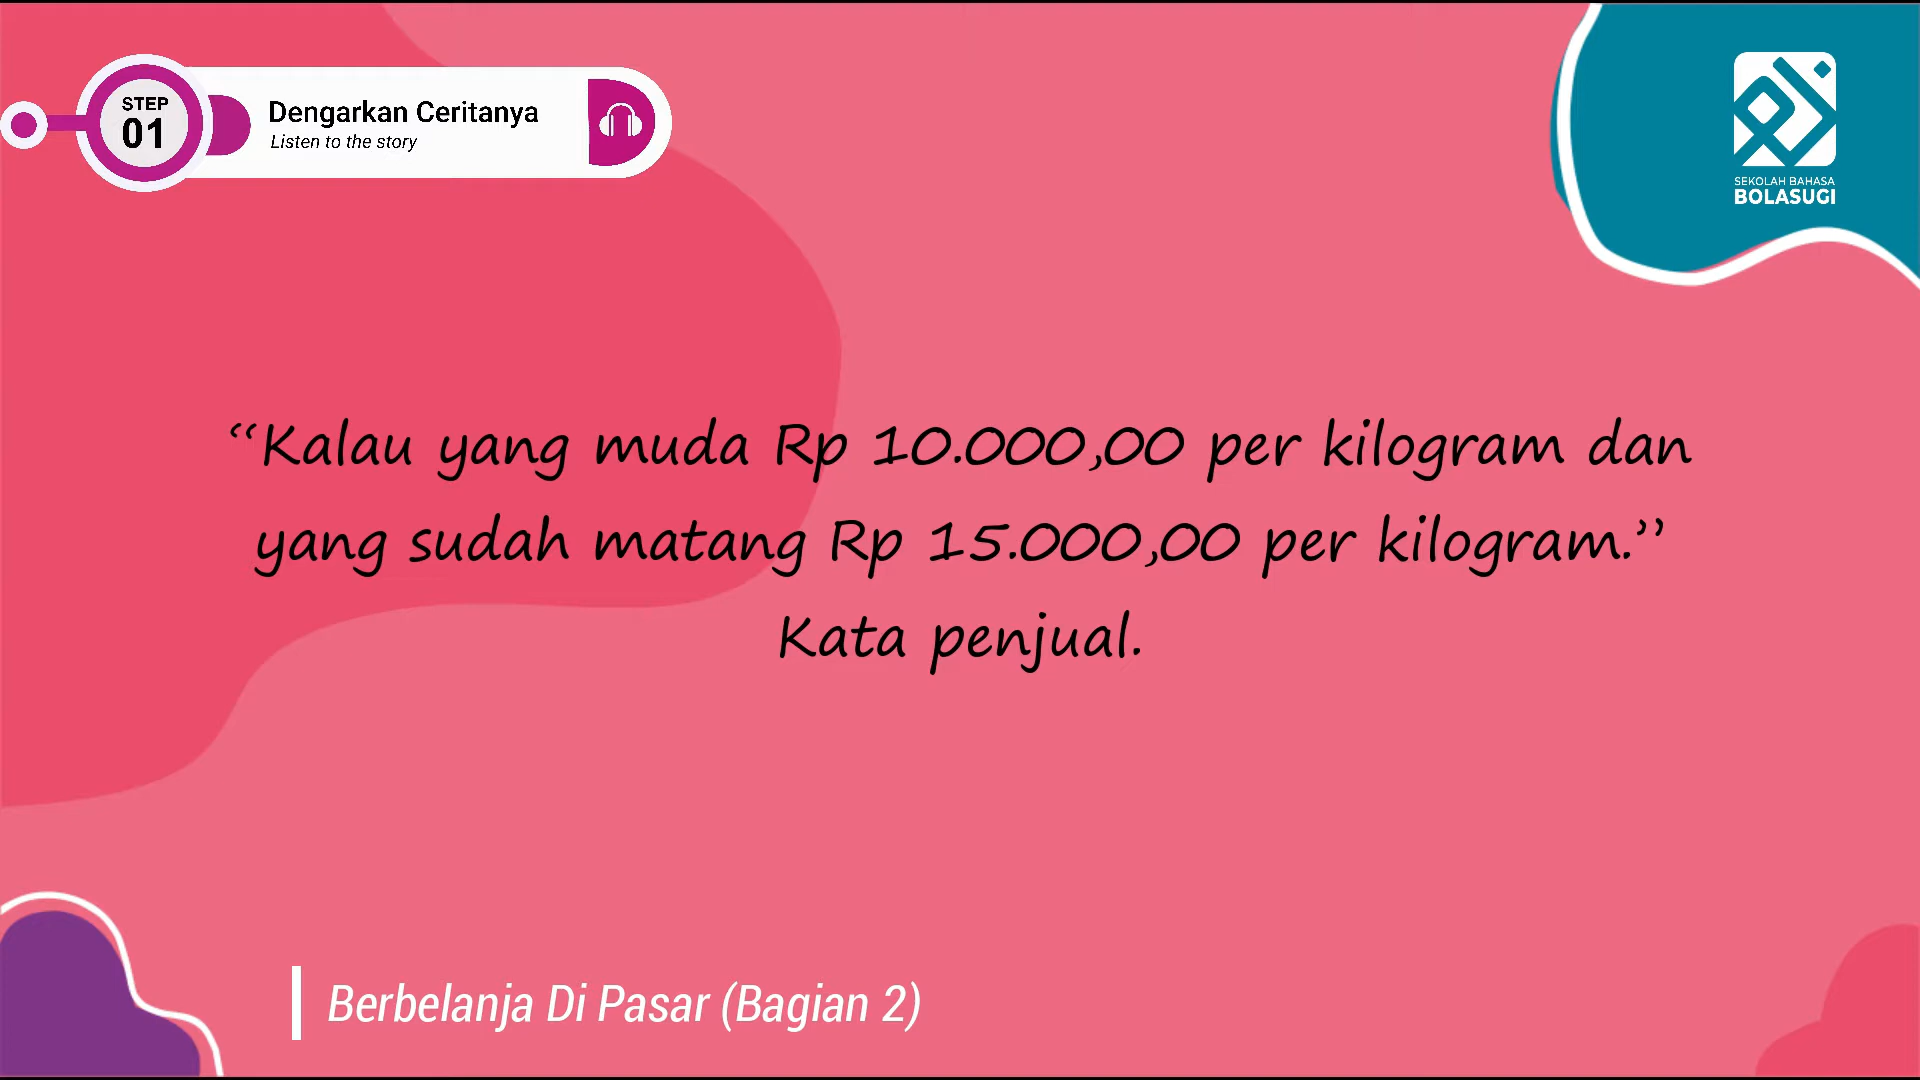 STEP
01
Dengarkan Ceritanya
Listen to the story
SEKOLAH BAHASA
BOLASUGI
“Kalau yang muda Rp 10.000,00 per kilogram dan
yang sudah matang Rp 15.000,00 per kilogram.”
Kata penjual.
Berbelanja Di Pasar (Bagian 2)